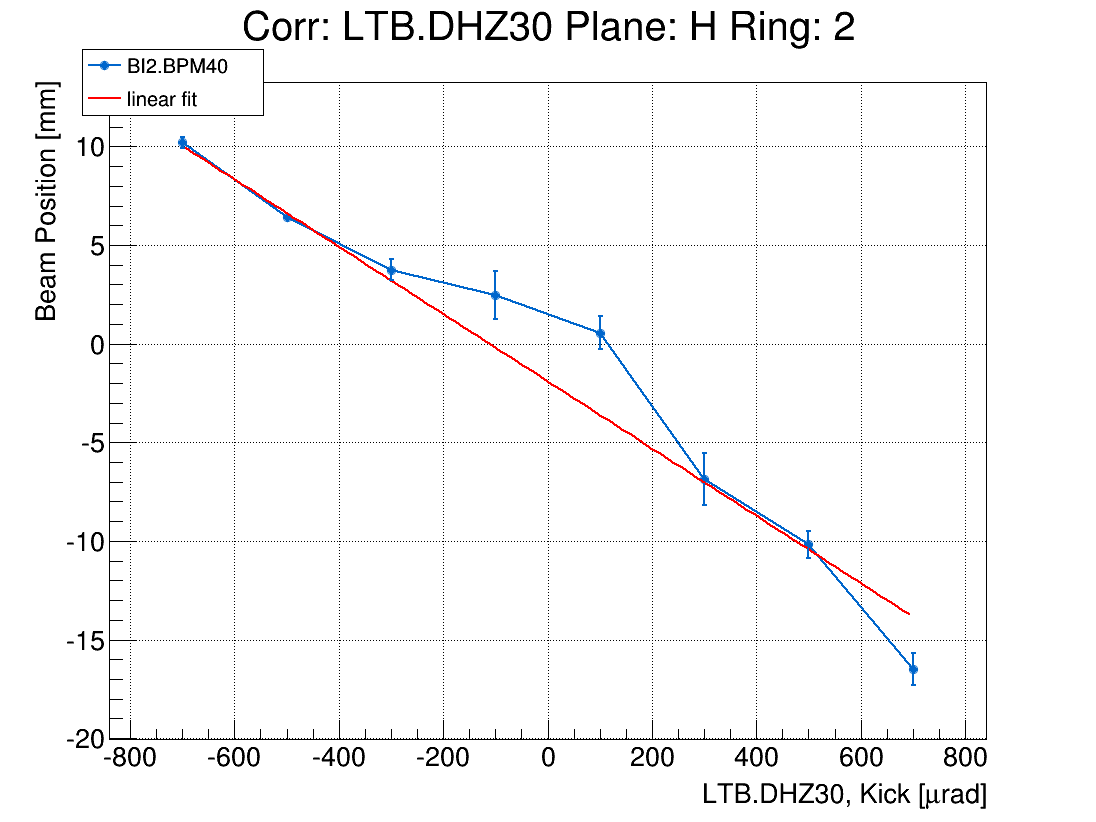 Corr: LTB.DHZ30 Plane: H Ring: 2
BI2.BPM40
linear fit
Beam Position [mm]
10
5
0
-5
-10
-15
-20
-800 -600 -400 -200 0 200 400 600 800
LTB.DHZ30, Kick [μrad]